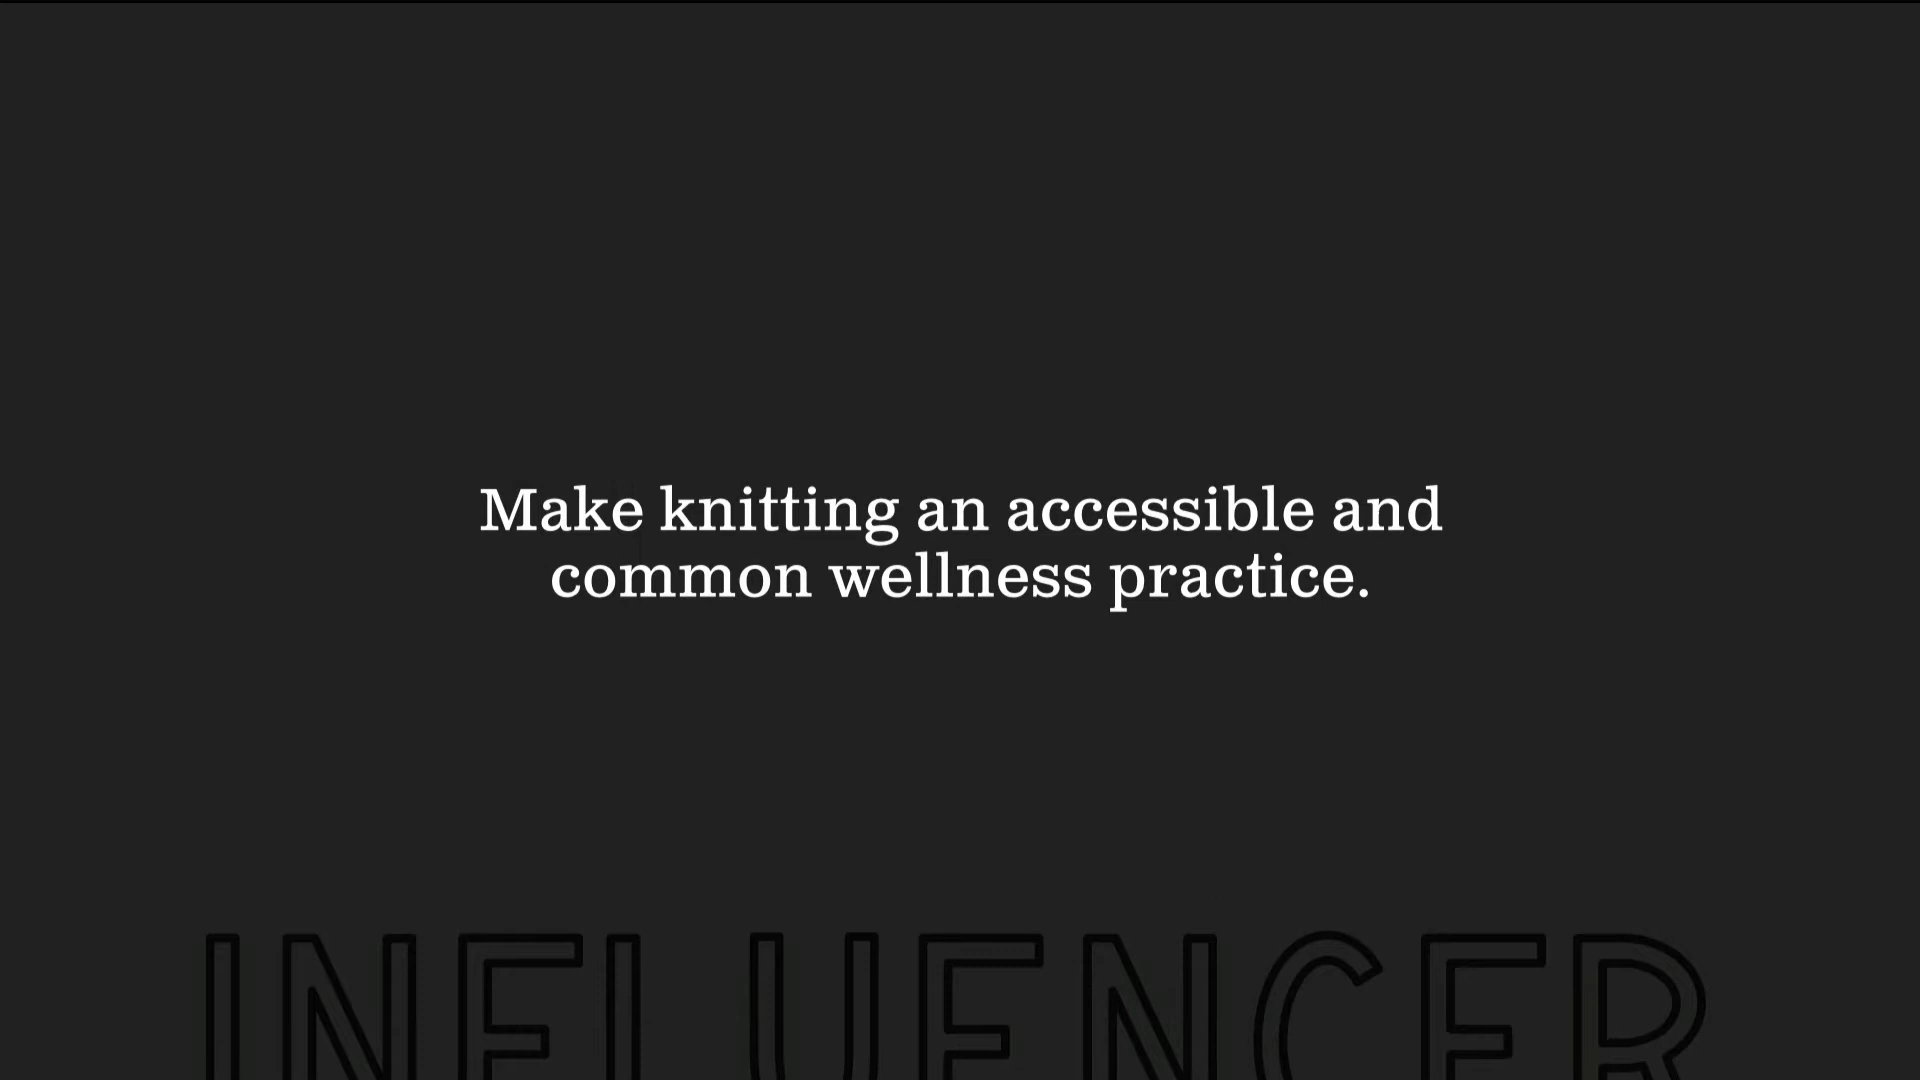 Make knitting an accessible and
common wellness practice.
INFLUENCER